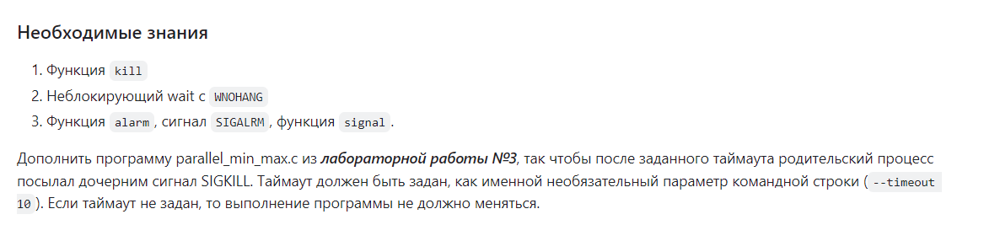 Необходимые знания
1. Функция kill
2. Неблокирующий wait с WNOHANG
3. Функция alarm, сигнал SIGALRM, функция signal.
Дополнить программу parallel_min_max.c из лабораторной работы №3, так чтобы после заданного таймаута родительский процесс
посылал дочерним сигнал SIGKILL. Таймаут должен быть задан, как именной необязательный параметр командной строки (--timeout
10). Если таймаут не задан, то выполнение программы не должно меняться.